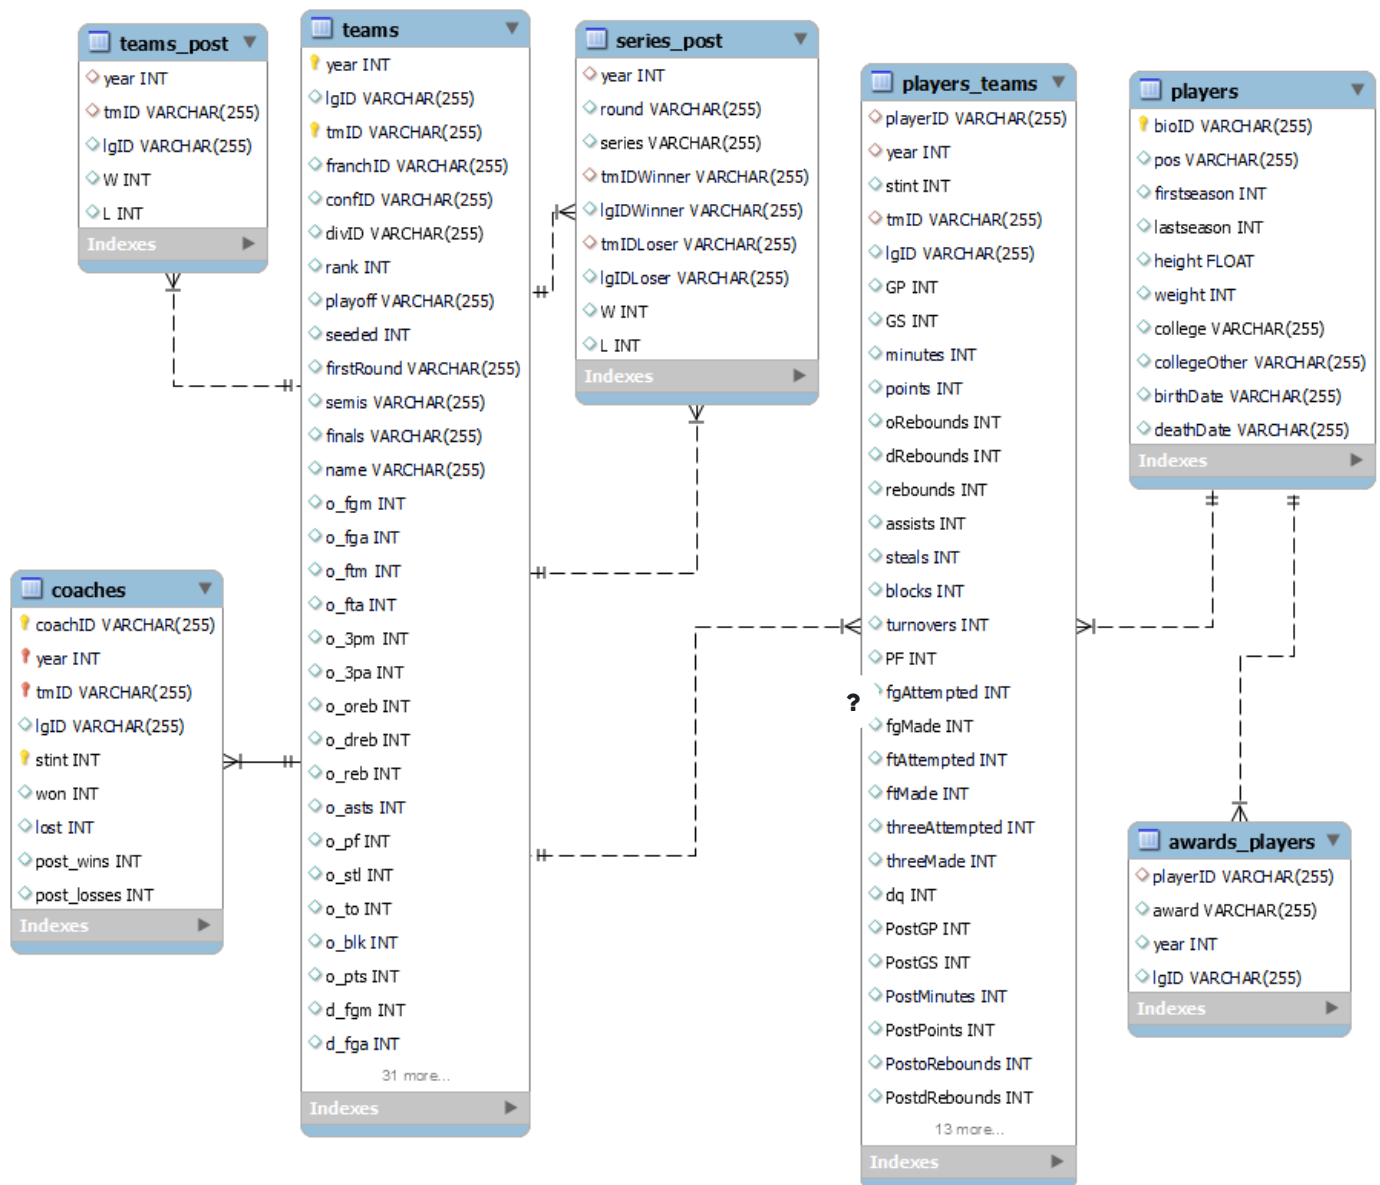 teams_post
year INT
tmID VARCHAR(255)
lgID VARCHAR(255)
W INT
L INT
Indexes
teams
year INT
lgID VARCHAR(255)
tmID VARCHAR(255)
franchID VARCHAR(255)
confID VARCHAR(255)
divID VARCHAR(255)
rank INT
playoff VARCHAR(255)
seeded INT
firstRound VARCHAR(255)
semis VARCHAR(255)
finals VARCHAR(255)
name VARCHAR(255)
o_fgm INT
o_fga INT
o_ftm INT
o_fta INT
o_3pm INT
o_3pa INT
o_oreb INT
o_dreb INT
o_reb INT
o_asts INT
o_pf INT
o_stl INT
o_to INT
o_blk INT
o_pts INT
d_fgm INT
d_fga INT
31 more...
Indexes
series_post
year INT
round VARCHAR(255)
series VARCHAR(255)
tmIDWinner VARCHAR(255)
lgIDWinner VARCHAR(255)
tmIDLoser VARCHAR(255)
lgIDLoser VARCHAR(255)
W INT
L INT
Indexes
players_teams
playerID VARCHAR(255)
year INT
stint INT
tmID VARCHAR(255)
lgID VARCHAR(255)
GP INT
GS INT
minutes INT
points INT
oRebounds INT
dRebounds INT
rebounds INT
assists INT
steals INT
blocks INT
turnovers INT
PF INT
?
fgAttempted INT
fgMade INT
ftAttempted INT
ftMade INT
threeAttempted INT
threeMade INT
dq INT
PostGP INT
PostGS INT
PostMinutes INT
PostPoints INT
PostoRebounds INT
PostdRebounds INT
13 more...
Indexes
players
bioID VARCHAR(255)
pos VARCHAR(255)
firstseason INT
lastseason INT
height FLOAT
weight INT
college VARCHAR(255)
collegeOther VARCHAR(255)
birthDate VARCHAR(255)
deathDate VARCHAR(255)
Indexes
coaches
coachID VARCHAR(255)
year INT
tmID VARCHAR(255)
lgID VARCHAR(255)
stint INT
won INT
lost INT
post_wins INT
post_losses INT
Indexes
awards_players
playerID VARCHAR(255)
award VARCHAR(255)
year INT
lgID VARCHAR(255)
Indexes